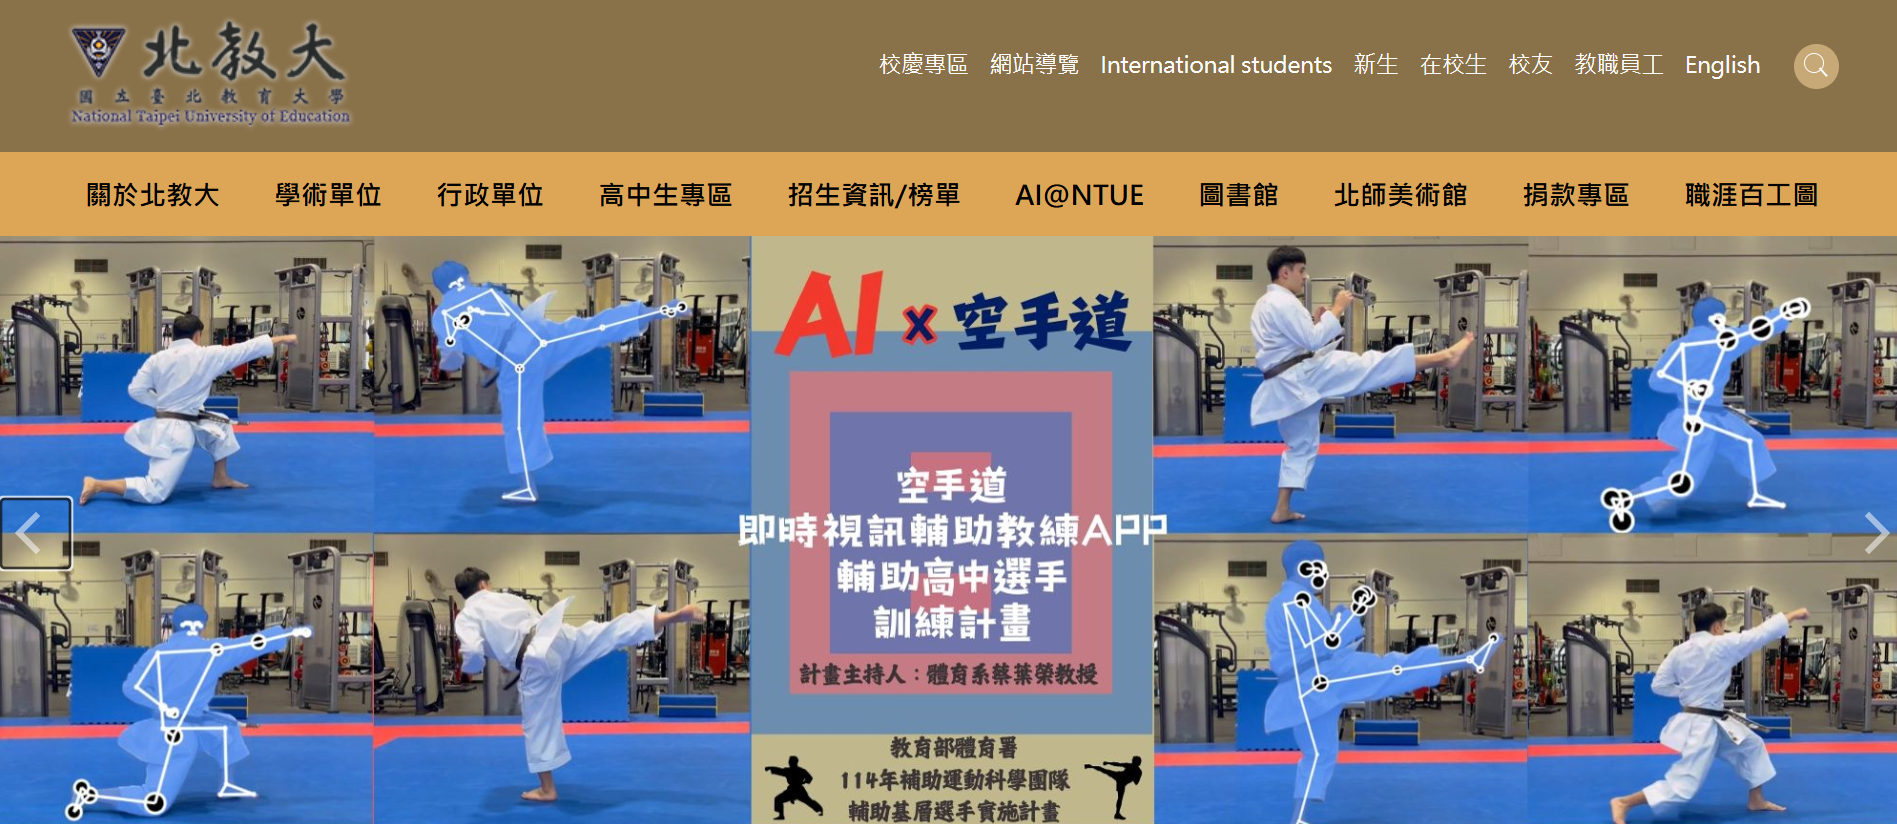 北教大
國立臺北教育大學
National Taipei University of Education
校慶專區 網站導覽 International students 新生 在校生 校友 教職員工 English
關於北教大 學術單位 行政單位 高中生專區 招生資訊/榜單 AI@NTUE 圖書館 北師美術館 捐款專區 職涯百工圖
AI x 空手道
空手道
即時視訊輔助教練APP
輔助高中選手
訓練計畫
計畫主持人：體育系蔡葉榮教授
教育部體育署
114年補助運動科學團隊
輔助基層選手實施計畫